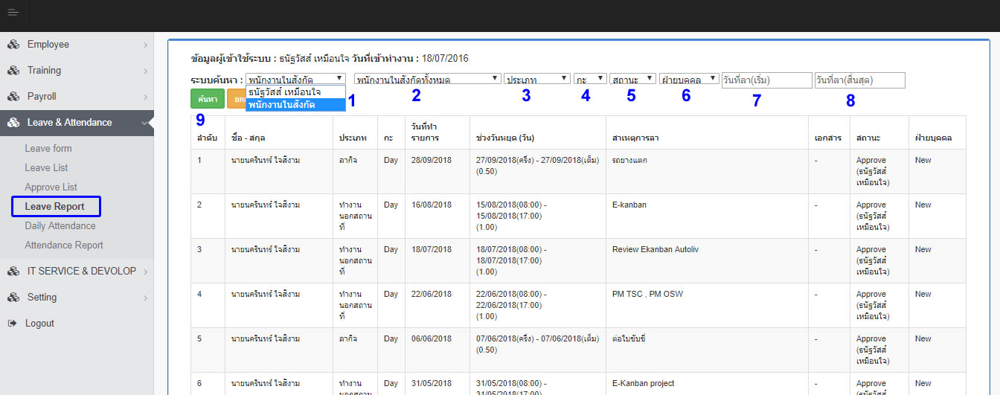 Employee
Training
Payroll
Leave & Attendance
Leave form
Leave List
Approve List
Leave Report
Daily Attendance
Attendance Report
IT SERVICE & DEVOLOP
Setting
Logout
ข้อมูลผู้เข้าใช้ระบบ : ธนัฐวัสส์ เหมือนใจ วันที่เข้าทำงาน : 18/07/2016
ระบบค้นหา : พนักงานในสังกัด พนักงานในสังกัดทั้งหมด ประเภท กะ สถานะ ฝ่ายบุคคล วันที่ลา(เริ่ม) วันที่ลา(สิ้นสุด)
ธนัฐวัสส์ เหมือนใจ
พนักงานในสังกัด
1 2 3 4 5 6 7 8
ค้นหา
9
ลำดับ ชื่อ - สกุล ประเภท กะ วันที่ทำ
รายการ ช่วงวันหยุด (วัน) สาเหตุการลา เอกสาร สถานะ ฝ่ายบุคคล
1 นายนครินทร์ ใจสีงาม ลากิจ Day 28/09/2018 27/09/2018(ครึ่ง) - 27/09/2018(เต็ม) รถยางแตก - Approve New
(0.50) (ธนัฐวัสส์
เหมือนใจ)
2 นายนครินทร์ ใจสีงาม ทำงาน Day 16/08/2018 15/08/2018(08:00) - E-kanban - Approve New
นอกสถาน 15/08/2018(17:00) (ธนัฐวัสส์
ที่ (1.00) เหมือนใจ)
3 นายนครินทร์ ใจสีงาม ทำงาน Day 18/07/2018 18/07/2018(08:00) - Review Ekanban Autoliv - Approve New
นอกสถาน 18/07/2018(17:00) (ธนัฐวัสส์
ที่ (1.00) เหมือนใจ)
4 นายนครินทร์ ใจสีงาม ทำงาน Day 22/06/2018 22/06/2018(08:00) - PM TSC , PM OSW - Approve New
นอกสถาน 22/06/2018(17:00) (ธนัฐวัสส์
ที่ (1.00) เหมือนใจ)
5 นายนครินทร์ ใจสีงาม ลากิจ Day 06/06/2018 07/06/2018(ครึ่ง) - 07/06/2018(เต็ม) ต่อใบขับขี่ - Approve New
(0.50) (ธนัฐวัสส์
เหมือนใจ)
6 นายนครินทร์ ใจสีงาม ทำงาน Day 31/05/2018 31/05/2018(08:00) - E-Kanban project - Approve New
นอกสถาน 31/05/2018(17:00) (ธนัฐวัสส์